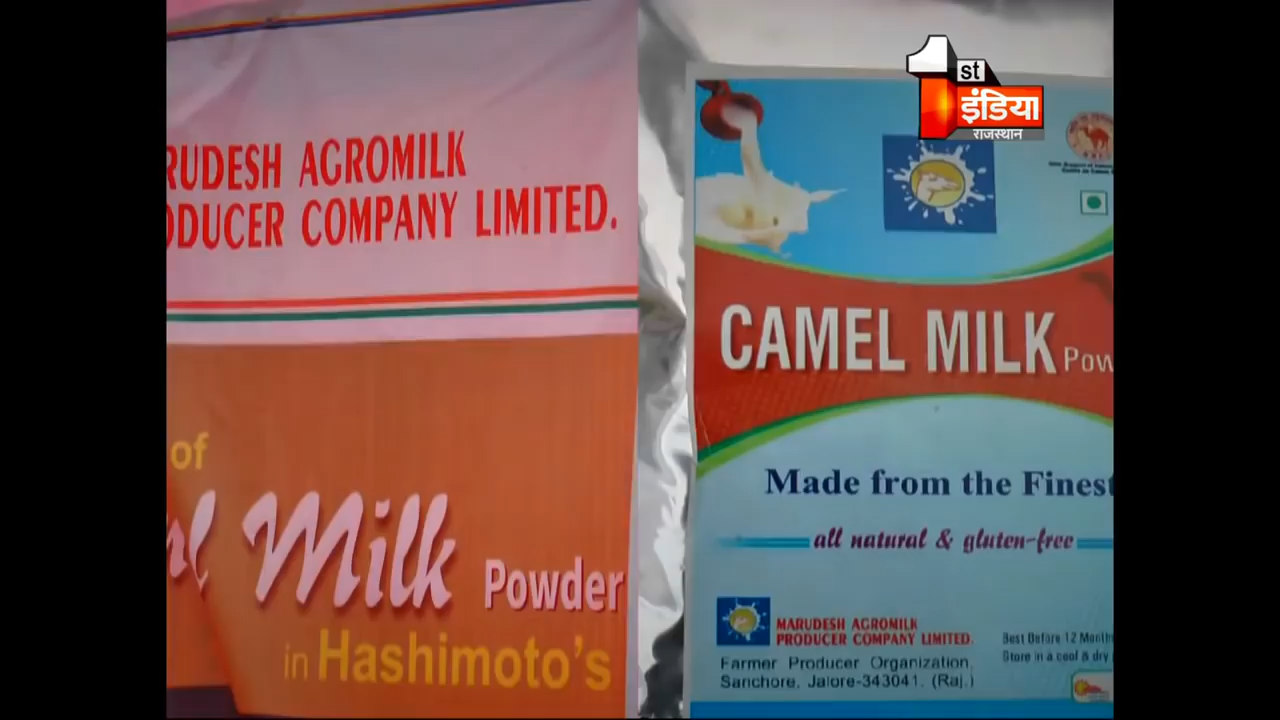 RUDESH AGROMILK
ODUCER COMPANY LIMITED.
of
Milk Powder
in Hashimoto's
1st
इंडिया
राजस्थान
CAMEL MILK Pow
Made from the Finest
all natural & gluten-free
MARUDESH AGROMILK
PRODUCER COMPANY LIMITED.
Farmer Producer Organization,
Sanchore, Jalore-343041. (Raj.)
Best Before 12 Month
Store in a cool & dry